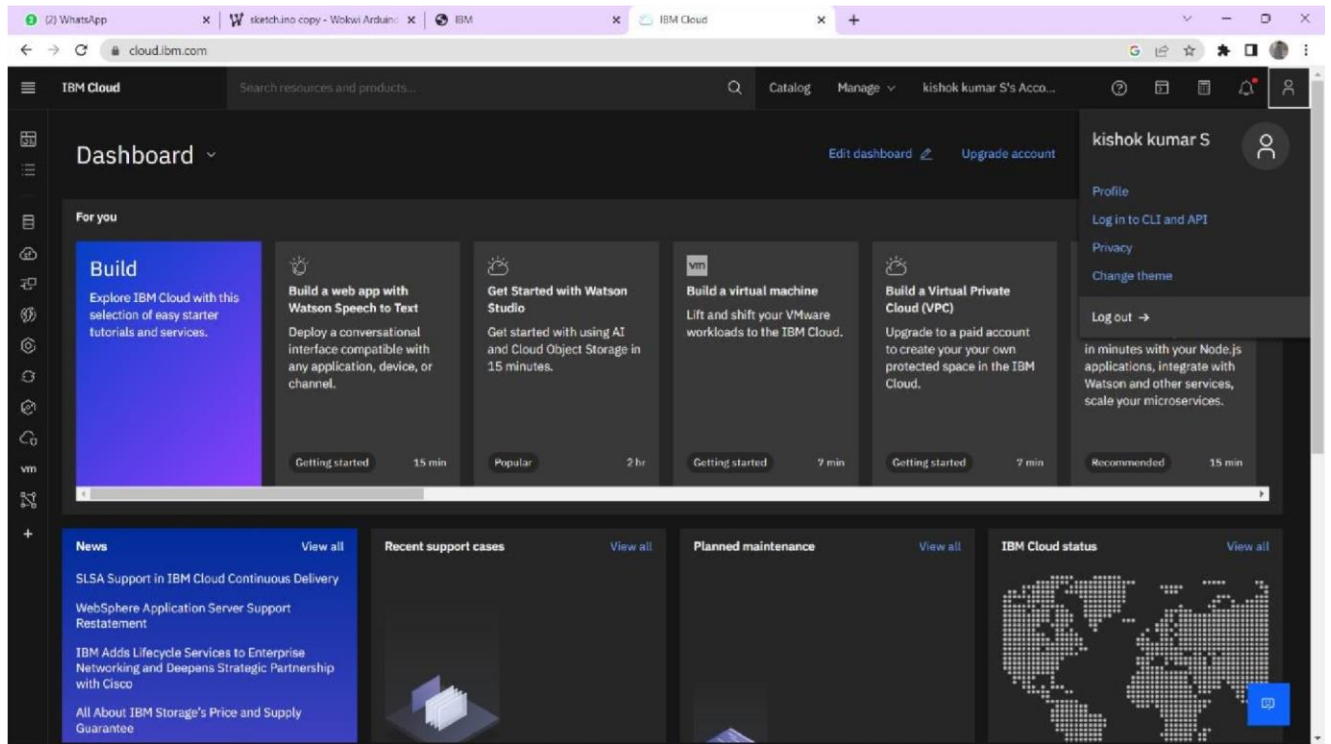 (2) WhatsApp
sketch.ino copy - Wokwi Arduino
IBM
IBM Cloud
cloud.ibm.com
IBM Cloud
Search resources and products...
Catalog
Manage
kishok kumar S's Acco...
Dashboard
Edit dashboard
Upgrade account
kishok kumar S
Profile
Log in to CLI and API
Privacy
Change theme
Log out →
For you
Build
Explore IBM Cloud with this
selection of easy starter
tutorials and services.
Build a web app with
Watson Speech to Text
Deploy a conversational
interface compatible with
any application, device, or
channel.
Getting started 15 min
Get Started with Watson
Studio
Get started with using AI
and Cloud Object Storage in
15 minutes.
Popular 2 hr
vm
Build a virtual machine
Lift and shift your VMware
workloads to the IBM Cloud.
Getting started 7 min
Build a Virtual Private
Cloud (VPC)
Upgrade to a paid account
to create your your own
protected space in the IBM
Cloud.
Getting started 7 min
in minutes with your Node.js
applications, integrate with
Watson and other services,
scale your microservices.
Recommended 15 min
vm
News View all
SLSA Support in IBM Cloud Continuous Delivery
WebSphere Application Server Support
Restatement
IBM Adds Lifecycle Services to Enterprise
Networking and Deepens Strategic Partnership
with Cisco
All About IBM Storage's Price and Supply
Guarantee
Recent support cases View all
Planned maintenance View all
IBM Cloud status View all